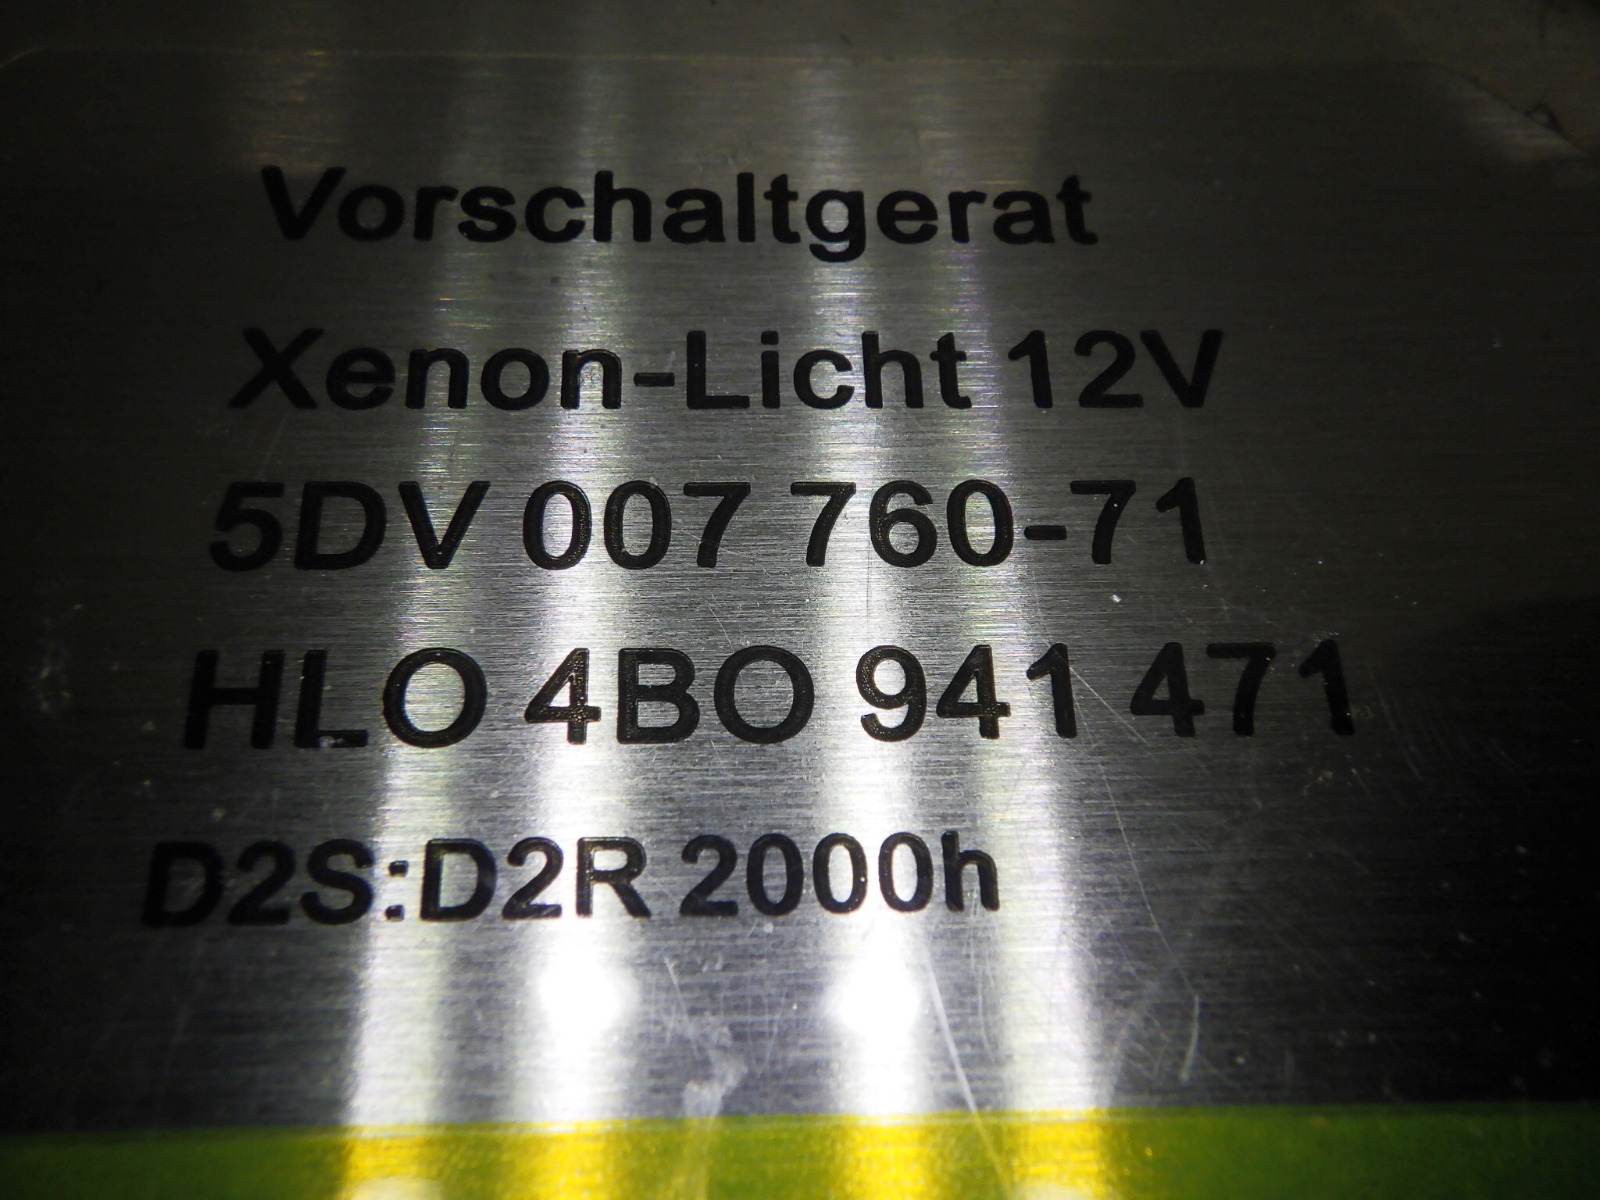 Vorschaltgerat
Xenon-Licht 12V
5DV 007 760-71
HLO 4BO 941 471
D2S:D2R 2000h